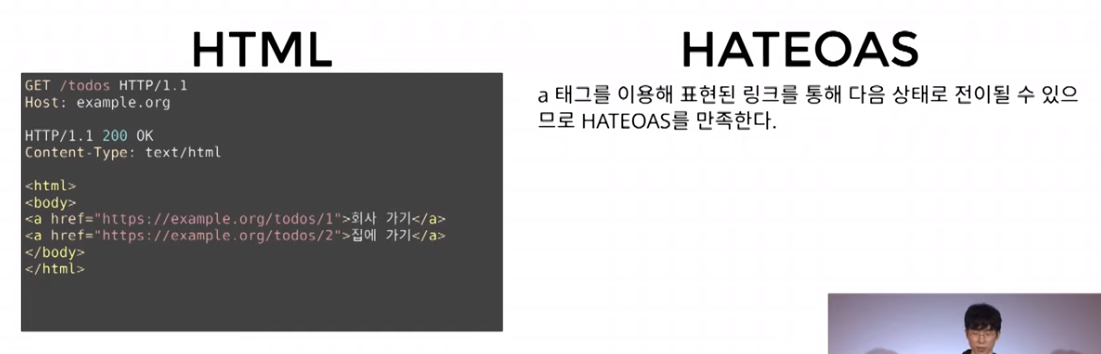 HTML
GET /todos HTTP/1.1
Host: example.org
HTTP/1.1 200 OK
Content-Type: text/html
<html>
<body>
<a href="https://example.org/todos/1">회사 가기</a>
<a href="https://example.org/todos/2">집에 가기</a>
</body>
</html>
HATEOAS
a 태그를 이용해 표현된 링크를 통해 다음 상태로 전이될 수 있으
므로 HATEOAS를 만족한다.